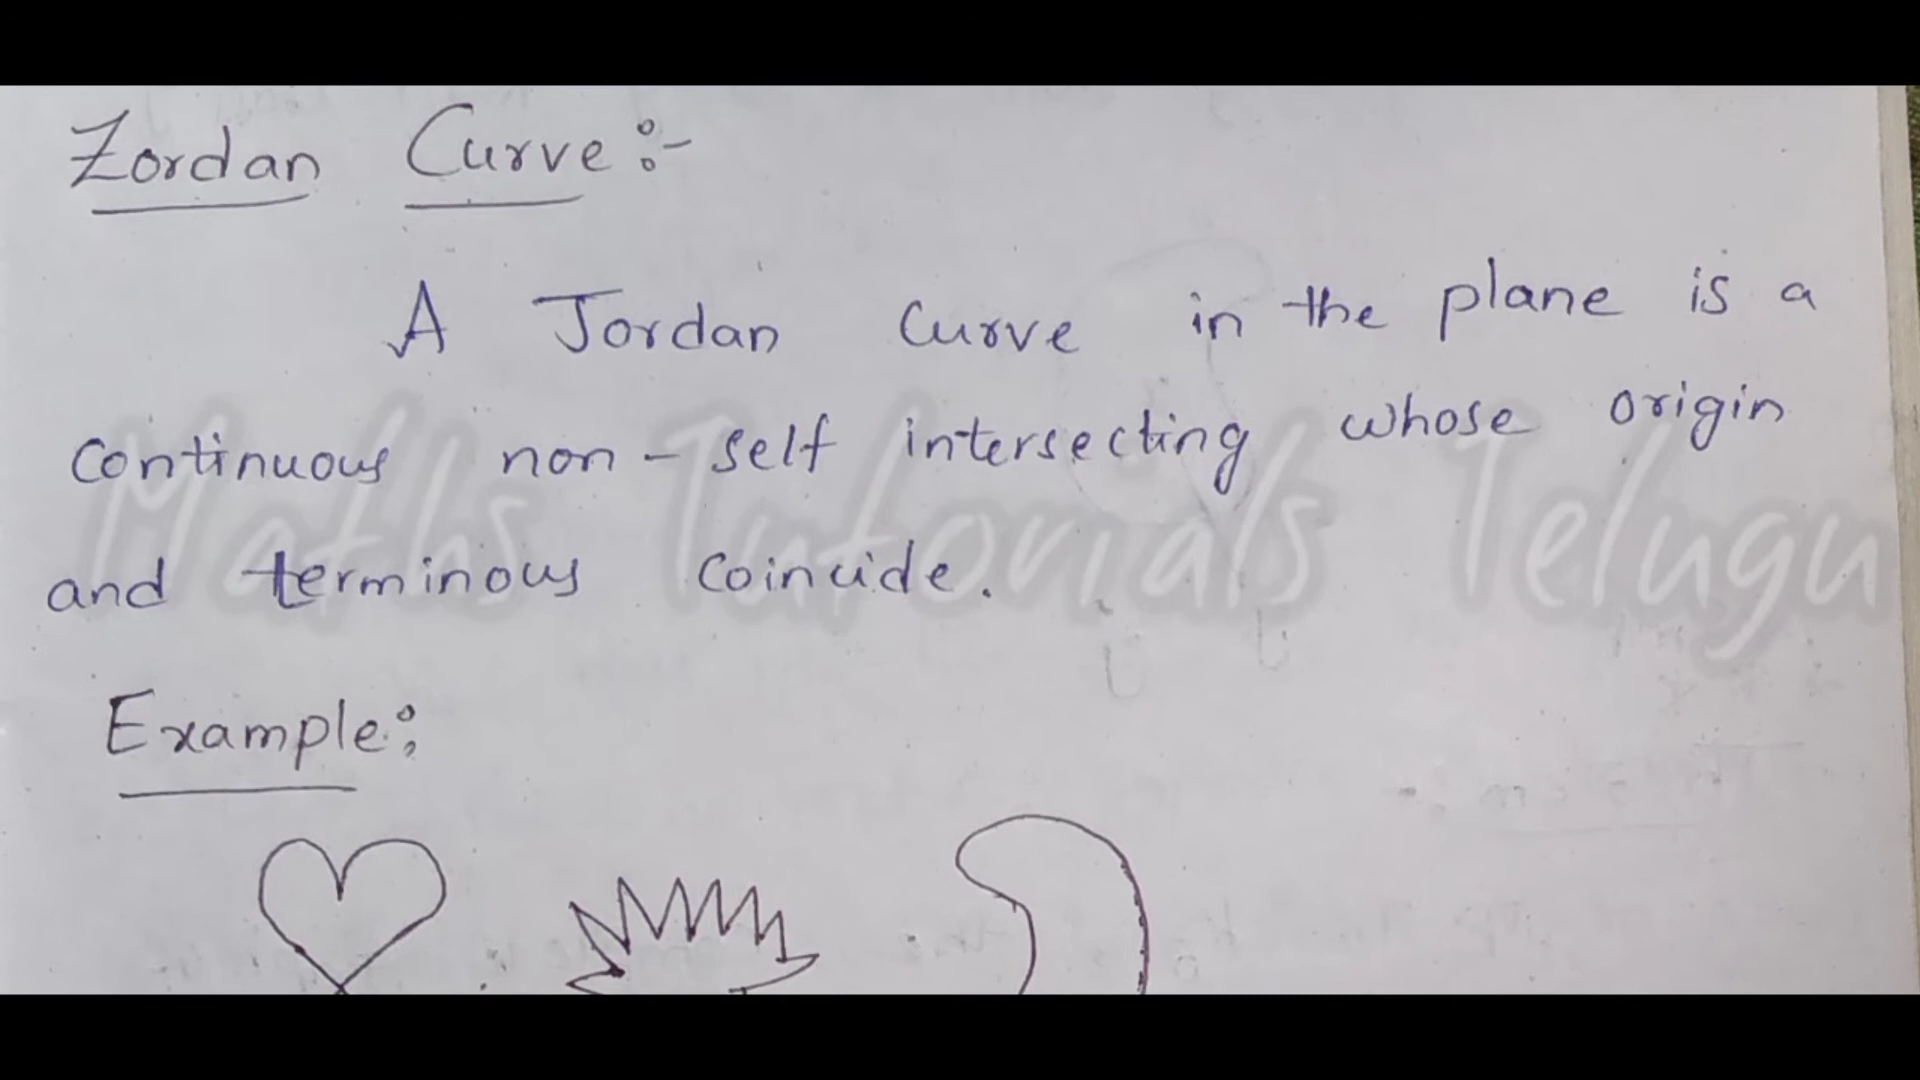 Zordan Curve:-
A Jordan Curve in the plane is a
Continuous non-self intersecting whose origin
and terminous Coincide.
Maths Tutorials Telugu
Example: